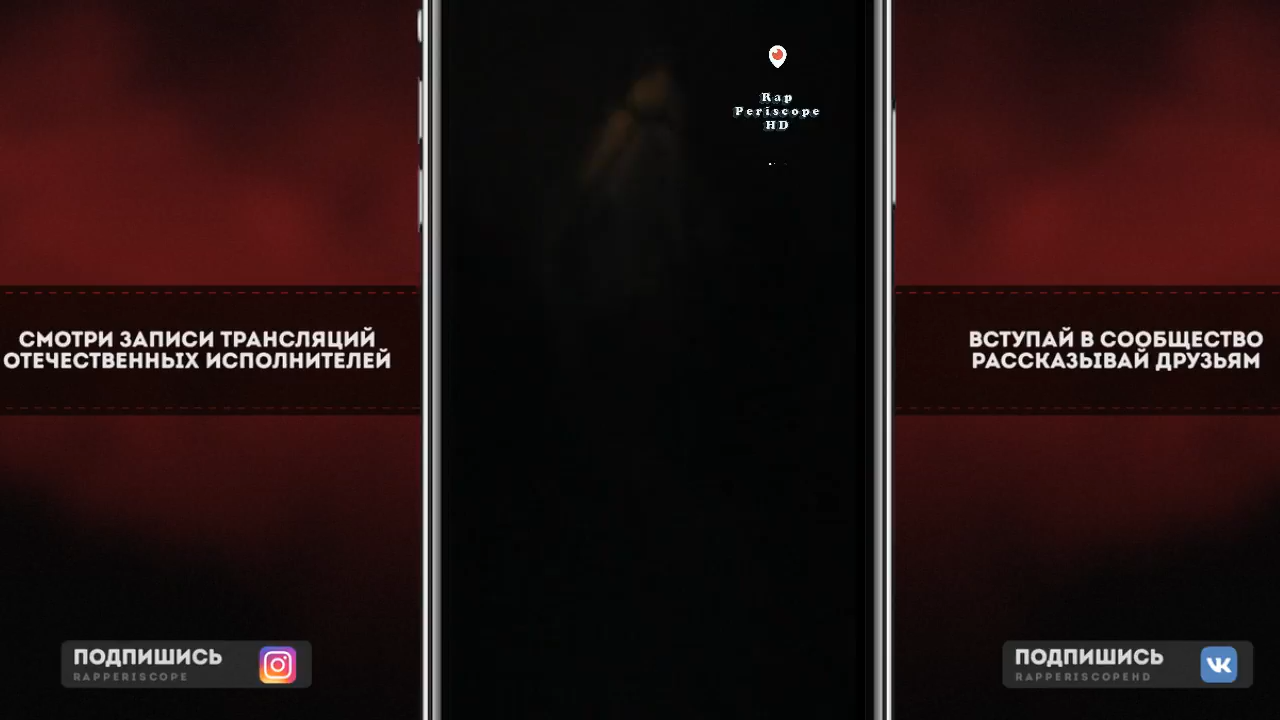 Rap
Periscope
HD
СМОТРИ ЗАПИСИ ТРАНСЛЯЦИЙ
ОТЕЧЕСТВЕННЫХ ИСПОЛНИТЕЛЕЙ
ВСТУПАЙ В СООБЩЕСТВО
РАССКАЗЫВАЙ ДРУЗЬЯМ
ПОДПИШИСЬ
RAPPERISCOPE
ПОДПИШИСЬ
RAPPERISCOPEHD